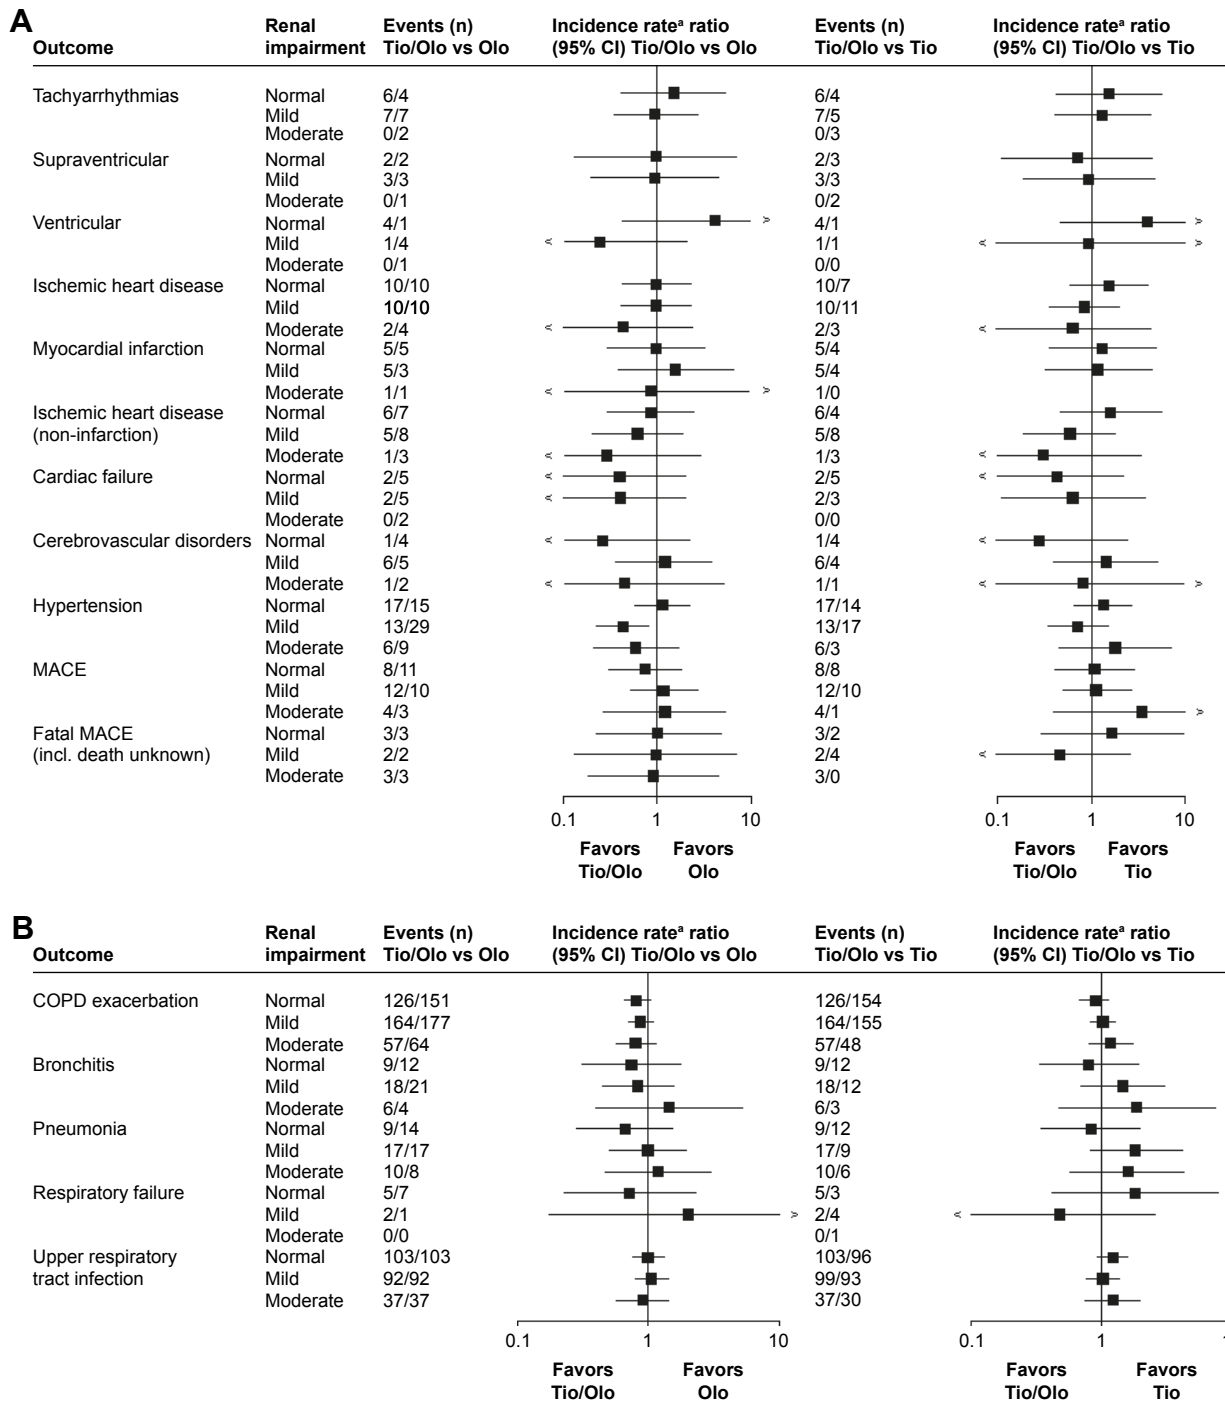 A
Outcome Renal impairment Events (n) Tio/Olo vs Olo Incidence rateᵃ ratio (95% CI) Tio/Olo vs Olo Events (n) Tio/Olo vs Tio Incidence rateᵃ ratio (95% CI) Tio/Olo vs Tio
Tachyarrhythmias Normal 6/4 6/4
Mild 7/7 7/5
Moderate 0/2 0/3
Supraventricular Normal 2/2 2/3
Mild 3/3 3/3
Moderate 0/1 0/2
Ventricular Normal 4/1 4/1
Mild 1/4 1/1
Moderate 0/1 0/0
Ischemic heart disease Normal 10/10 10/7
Mild 10/10 10/11
Moderate 2/4 2/3
Myocardial infarction Normal 5/5 5/4
Mild 5/3 5/4
Moderate 1/1 1/0
Ischemic heart disease Normal 6/7 6/4
(non-infarction) Mild 5/8 5/8
Moderate 1/3 1/3
Cardiac failure Normal 2/5 2/5
Mild 2/5 2/3
Moderate 0/2 0/0
Cerebrovascular disorders Normal 1/4 1/4
Mild 6/5 6/4
Moderate 1/2 1/1
Hypertension Normal 17/15 17/14
Mild 13/29 13/17
Moderate 6/9 6/3
MACE Normal 8/11 8/8
Mild 12/10 12/10
Moderate 4/3 4/1
Fatal MACE Normal 3/3 3/2
(incl. death unknown) Mild 2/2 2/4
Moderate 3/3 3/0
0.1 1 10 0.1 1 10
Favors Favors Favors Favors
Tio/Olo Olo Tio/Olo Tio
B
Outcome Renal impairment Events (n) Tio/Olo vs Olo Incidence rateᵃ ratio (95% CI) Tio/Olo vs Olo Events (n) Tio/Olo vs Tio Incidence rateᵃ ratio (95% CI) Tio/Olo vs Tio
COPD exacerbation Normal 126/151 126/154
Mild 164/177 164/155
Moderate 57/64 57/48
Bronchitis Normal 9/12 9/12
Mild 18/21 18/12
Moderate 6/4 6/3
Pneumonia Normal 9/14 9/12
Mild 17/17 17/9
Moderate 10/8 10/6
Respiratory failure Normal 5/7 5/3
Mild 2/1 2/4
Moderate 0/0 0/1
Upper respiratory Normal 103/103 103/96
tract infection Mild 92/92 99/93
Moderate 37/37 37/30
0.1 1 10 0.1 1
Favors Favors Favors Favors
Tio/Olo Olo Tio/Olo Tio